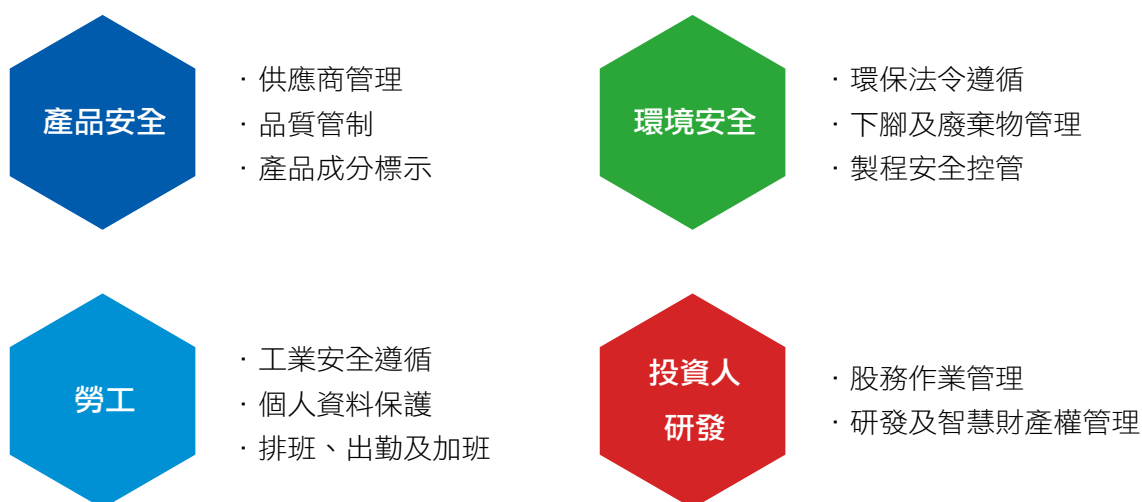 產品安全
・供應商管理
・品質管制
・產品成分標示
環境安全
・環保法令遵循
・下腳及廢棄物管理
・製程安全控管
勞工
・工業安全遵循
・個人資料保護
・排班、出勤及加班
投資人
研發
・股務作業管理
・研發及智慧財產權管理